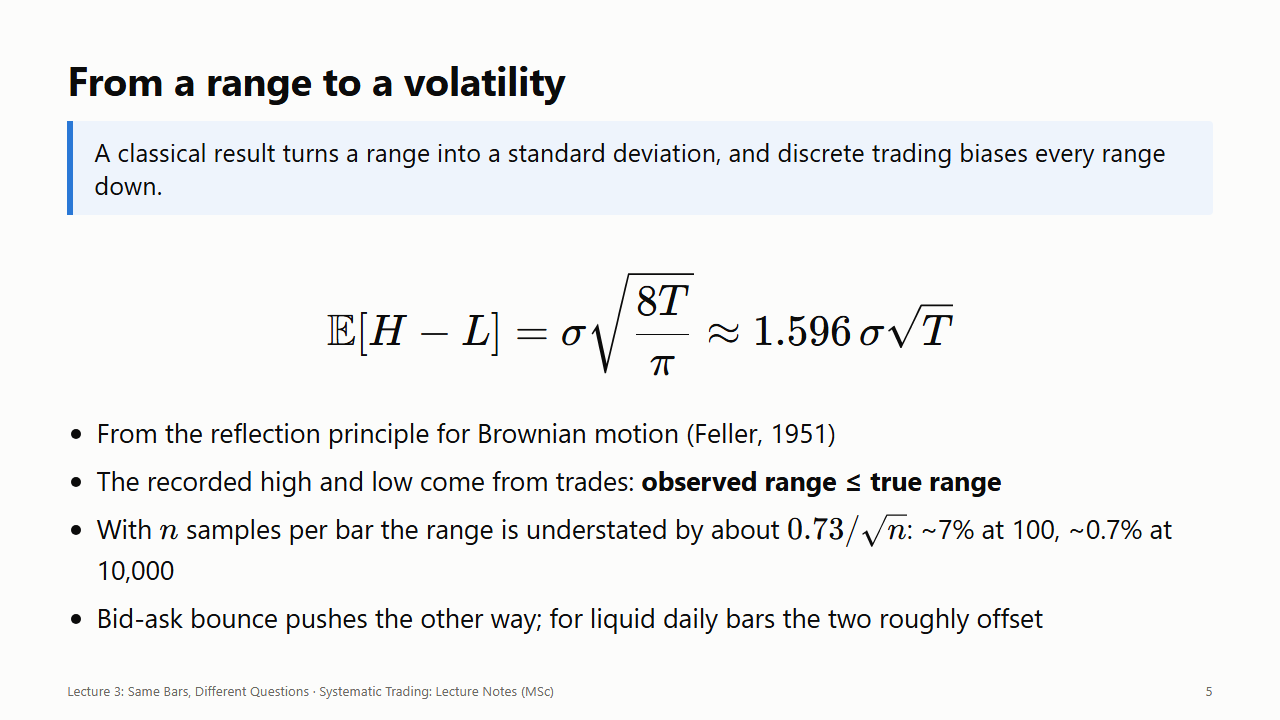 From a range to a volatility
A classical result turns a range into a standard deviation, and discrete trading biases every range
down.
𝔼[H − L] = σ√(8T/π) ≈ 1.596 σ√T
• From the reflection principle for Brownian motion (Feller, 1951)
• The recorded high and low come from trades: observed range ≤ true range
• With n samples per bar the range is understated by about 0.73/√n: ~7% at 100, ~0.7% at
10,000
• Bid-ask bounce pushes the other way; for liquid daily bars the two roughly offset
Lecture 3: Same Bars, Different Questions · Systematic Trading: Lecture Notes (MSc)
5